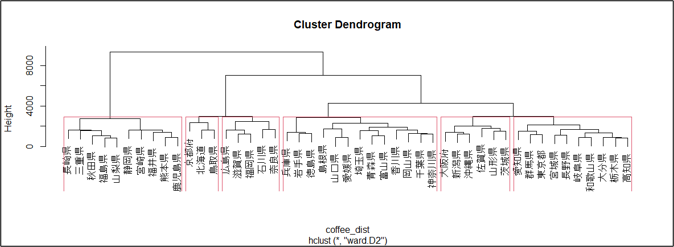 Cluster Dendrogram
Height
0
4000
8000
長崎県
三重県
秋田県
福島県
山梨県
静岡県
宮崎県
福井県
熊本県
鹿児島県
京都府
北海道
鳥取県
広島県
滋賀県
福岡県
石川県
奈良県
兵庫県
岩手県
徳島県
島根県
山口県
愛媛県
埼玉県
青森県
富山県
香川県
岡山県
千葉県
神奈川県
大阪府
新潟県
沖縄県
佐賀県
山形県
茨城県
愛知県
群馬県
東京都
宮城県
長野県
岐阜県
和歌山県
大分県
栃木県
高知県
coffee_dist
hclust (*, "ward.D2")